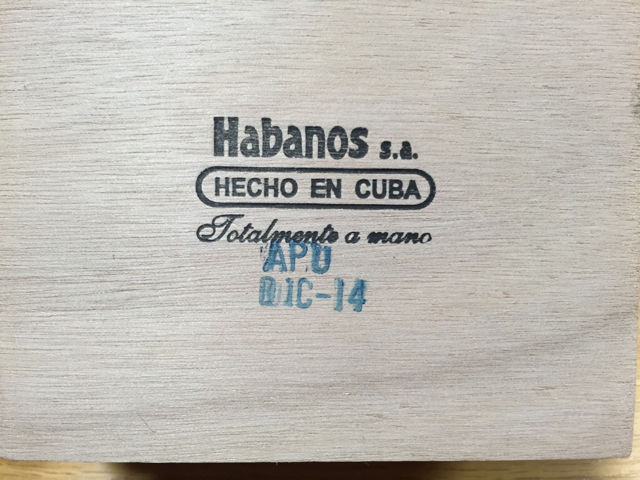 Habanos s.a.
HECHO EN CUBA
Totalmente a mano
APU
DIC-14